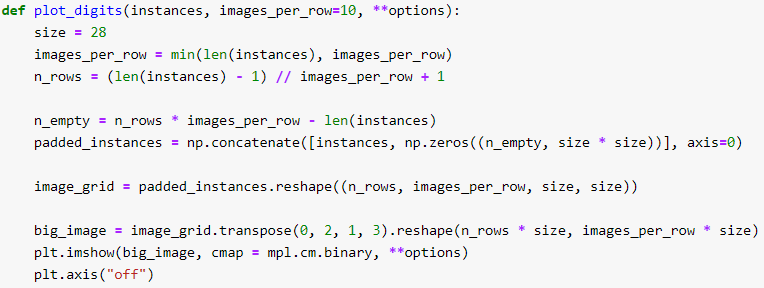 def plot_digits(instances, images_per_row=10, **options):
    size = 28
    images_per_row = min(len(instances), images_per_row)
    n_rows = (len(instances) - 1) // images_per_row + 1

    n_empty = n_rows * images_per_row - len(instances)
    padded_instances = np.concatenate([instances, np.zeros((n_empty, size * size))], axis=0)

    image_grid = padded_instances.reshape((n_rows, images_per_row, size, size))

    big_image = image_grid.transpose(0, 2, 1, 3).reshape(n_rows * size, images_per_row * size)
    plt.imshow(big_image, cmap = mpl.cm.binary, **options)
    plt.axis("off")